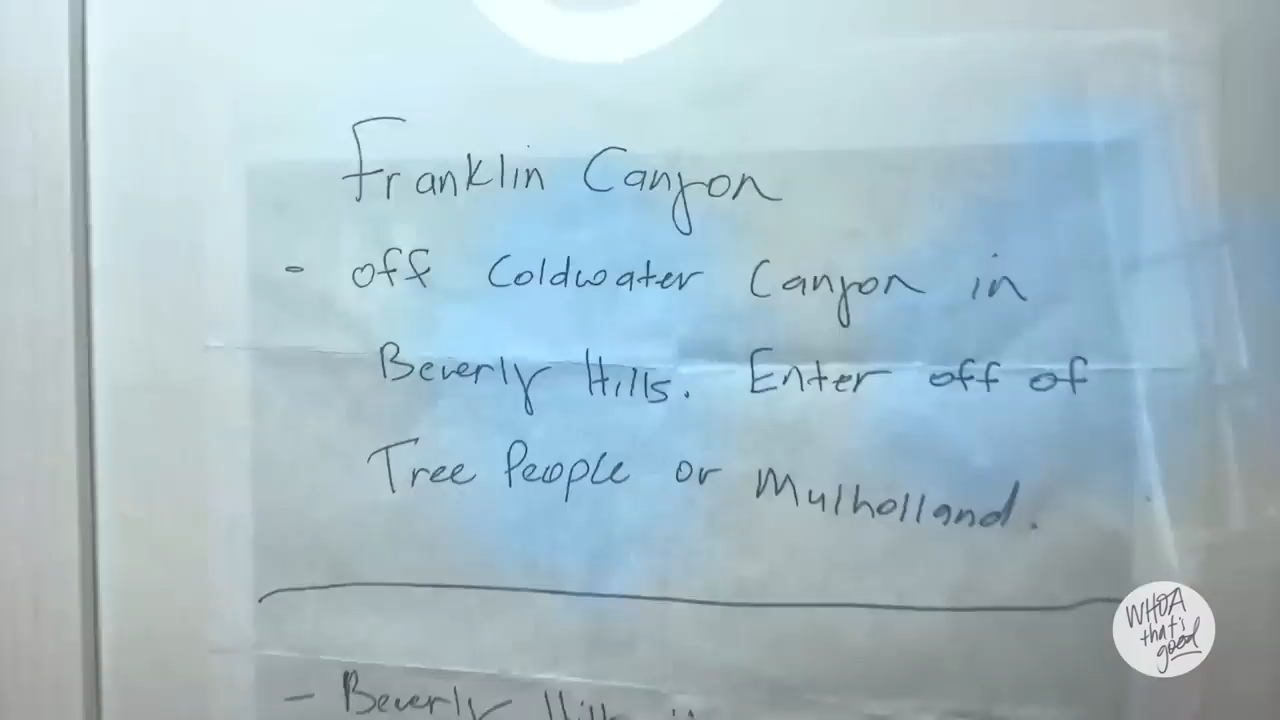 Franklin Canyon
- off Coldwater Canyon in
Beverly Hills. Enter off of
Tree People or Mulholland.
- Beverly
WHOA
that's
good